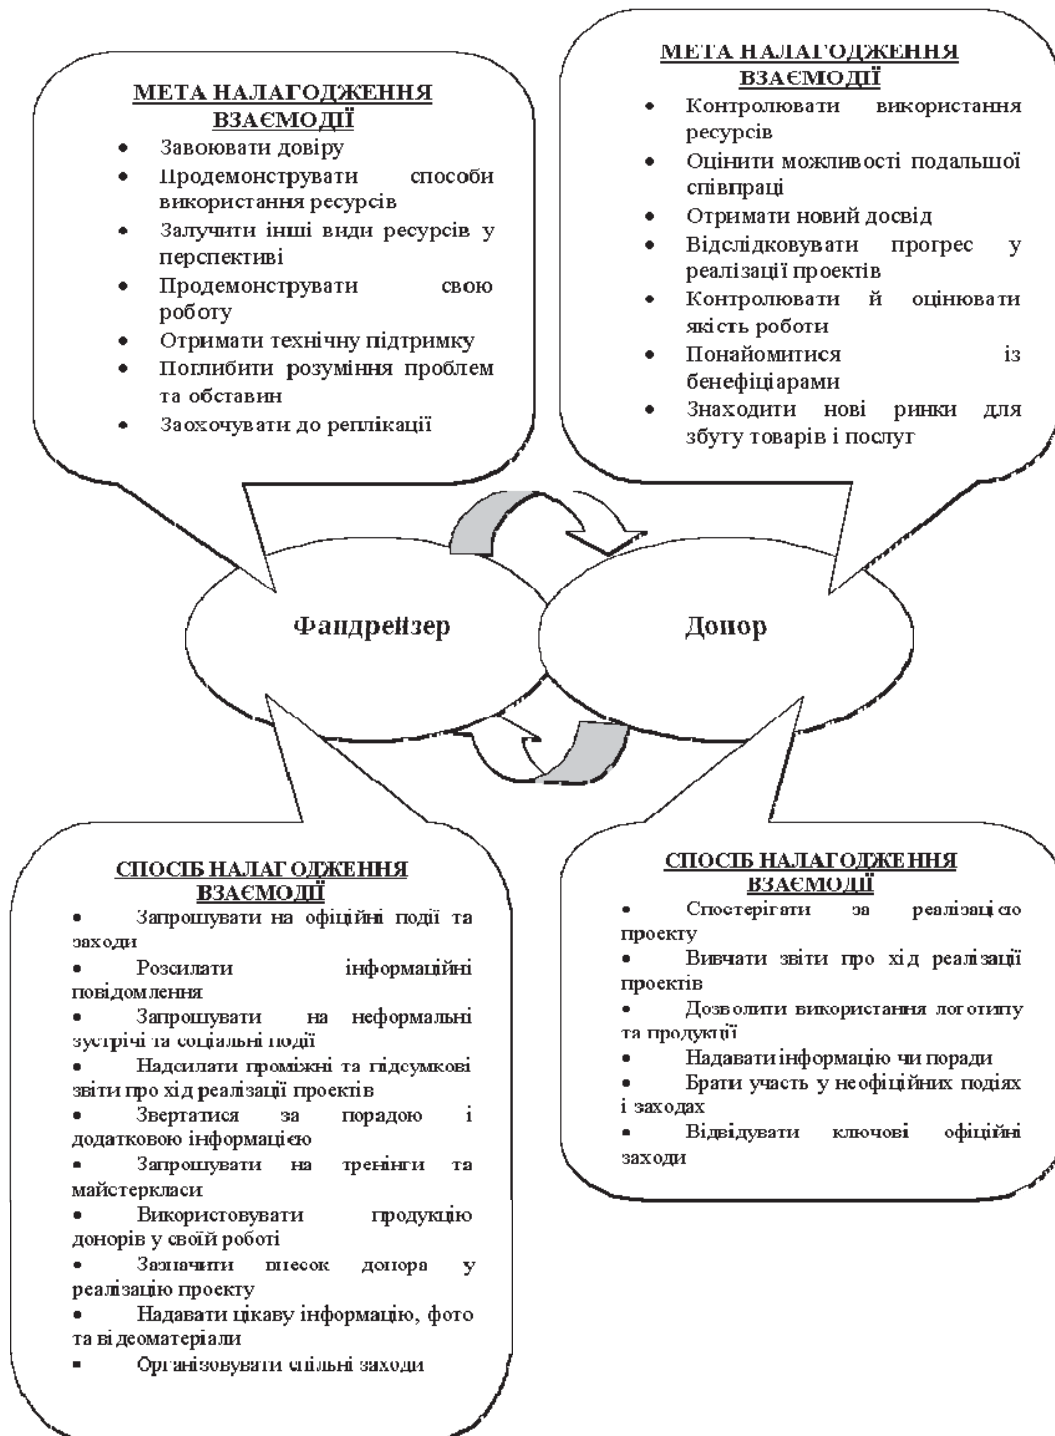 МЕТА НАЛАГОДЖЕННЯ
ВЗАЄМОДІЇ
• Завоювати довіру
• Продемонструвати способи
використання ресурсів
• Залучити інші види ресурсів у
перспективі
• Продемонструвати свою
роботу
• Отримати технічну підтримку
• Поглибити розуміння проблем
та обставин
• Заохочувати до реплікації
МЕТА НАЛАГОДЖЕННЯ
ВЗАЄМОДІЇ
• Контролювати використання
ресурсів
• Оцінити можливості подальшої
співпраці
• Отримати новий досвід
• Відслідковувати прогрес у
реалізації проектів
• Контролювати й оцінювати
якість роботи
• Понайомитися із
бенефіціарами
• Знаходити нові ринки для
збуту товарів і послуг
Фандрейзер
Донор
СПОСІБ НАЛАГОДЖЕННЯ
ВЗАЄМОДІЇ
• Запрошувати на офіційні події та
заходи
• Розсилати інформаційні
повідомлення
• Запрошувати на неформальні
зустрічі та соціальні події
• Надсилати проміжні та підсумкові
звіти про хід реалізації проектів
• Звертатися за порадою і
додатковою інформацією
• Запрошувати на тренінги та
майстеркласи
• Використовувати продукцію
донорів у своїй роботі
• Зазначити внесок донора у
реалізацію проекту
• Надавати цікаву інформацію, фото
та відеоматеріали
• Організовувати спільні заходи
СПОСІБ НАЛАГОДЖЕННЯ
ВЗАЄМОДІЇ
• Спостерігати за реалізацією
проекту
• Вивчати звіти про хід реалізації
проектів
• Дозволити використання логотипу
та продукції
• Надавати інформацію чи поради
• Брати участь у неофіційних подіях
і заходах
• Відвідувати ключові офіційні
заходи